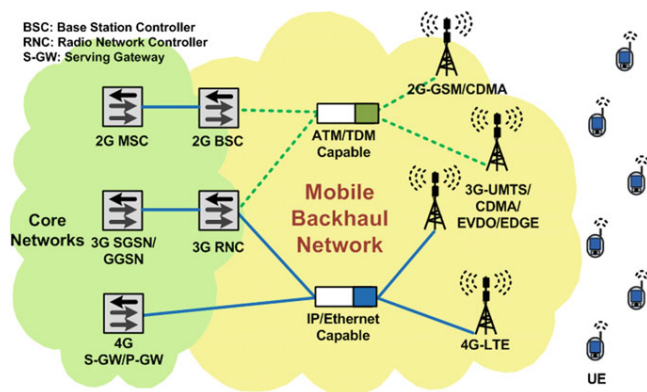 BSC: Base Station Controller
RNC: Radio Network Controller
S-GW: Serving Gateway
2G-GSM/CDMA
2G MSC
2G BSC
ATM/TDM
Capable
Core
Networks
Mobile
Backhaul
Network
3G-UMTS/
CDMA/
EVDO/EDGE
3G SGSN/
GGSN
3G RNC
IP/Ethernet
Capable
4G
S-GW/P-GW
4G-LTE
UE